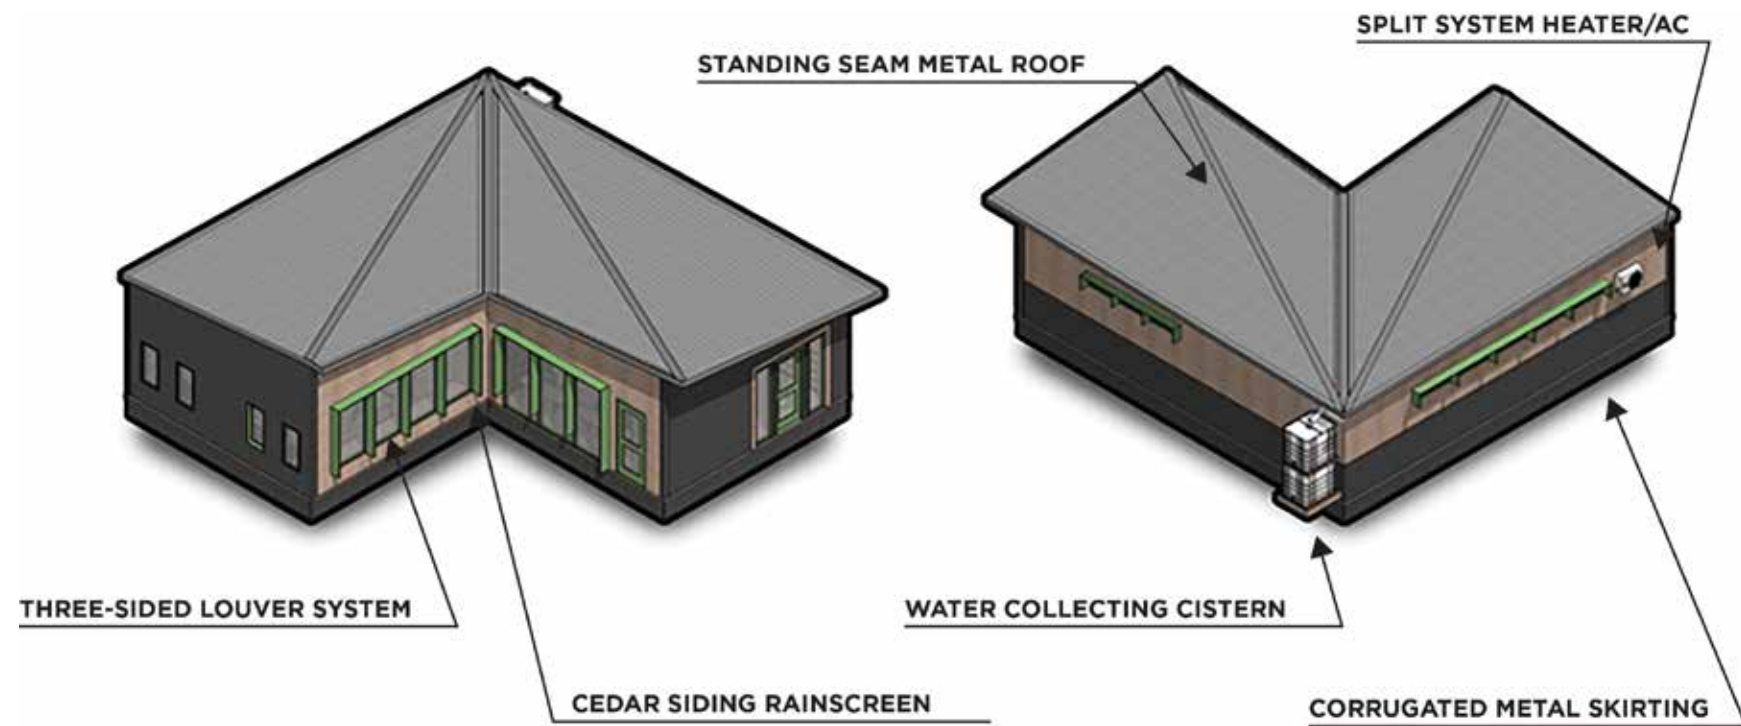 SPLIT SYSTEM HEATER/AC
STANDING SEAM METAL ROOF
THREE-SIDED LOUVER SYSTEM
WATER COLLECTING CISTERN
CEDAR SIDING RAINSCREEN
CORRUGATED METAL SKIRTING